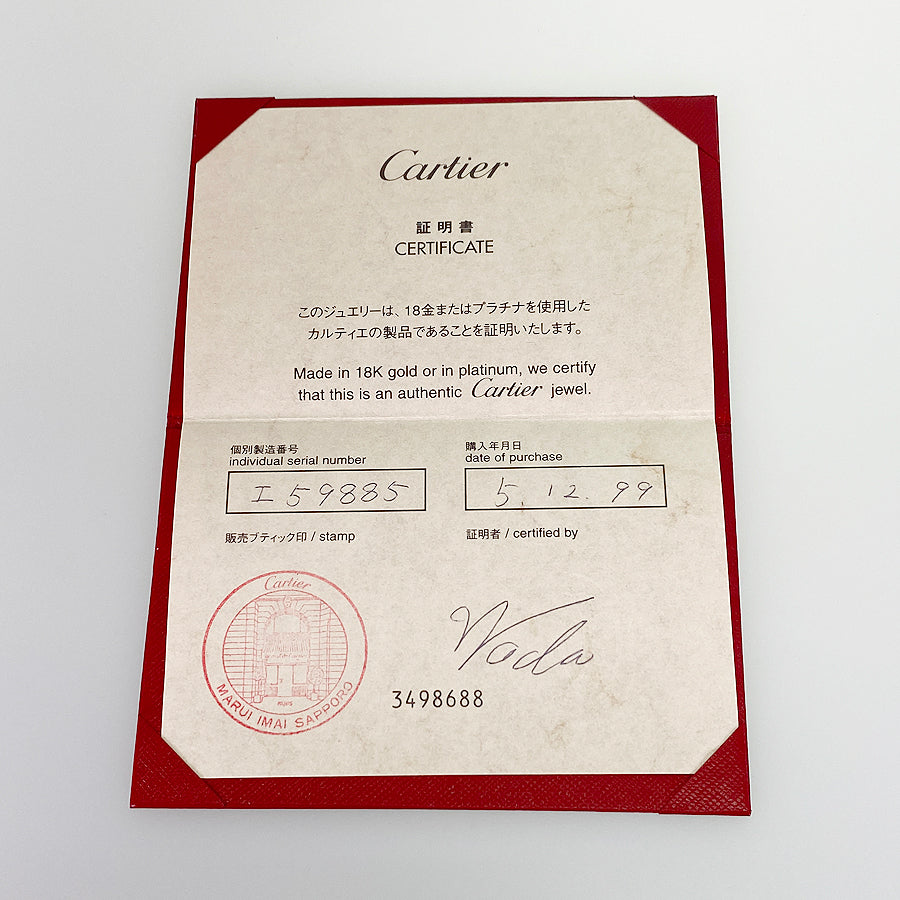 Cartier
証明書
CERTIFICATE
このジュエリーは、18金またはプラチナを使用した
カルティエの製品であることを証明いたします。
Made in 18K gold or in platinum, we certify
that this is an authentic Cartier jewel.
個別製造番号
individual serial number
I59885
購入年月日
date of purchase
5.12.99
販売ブティック印 / stamp
証明者 / certified by
Cartier
MARUI IMAI SAPPORO
Wada
3498688